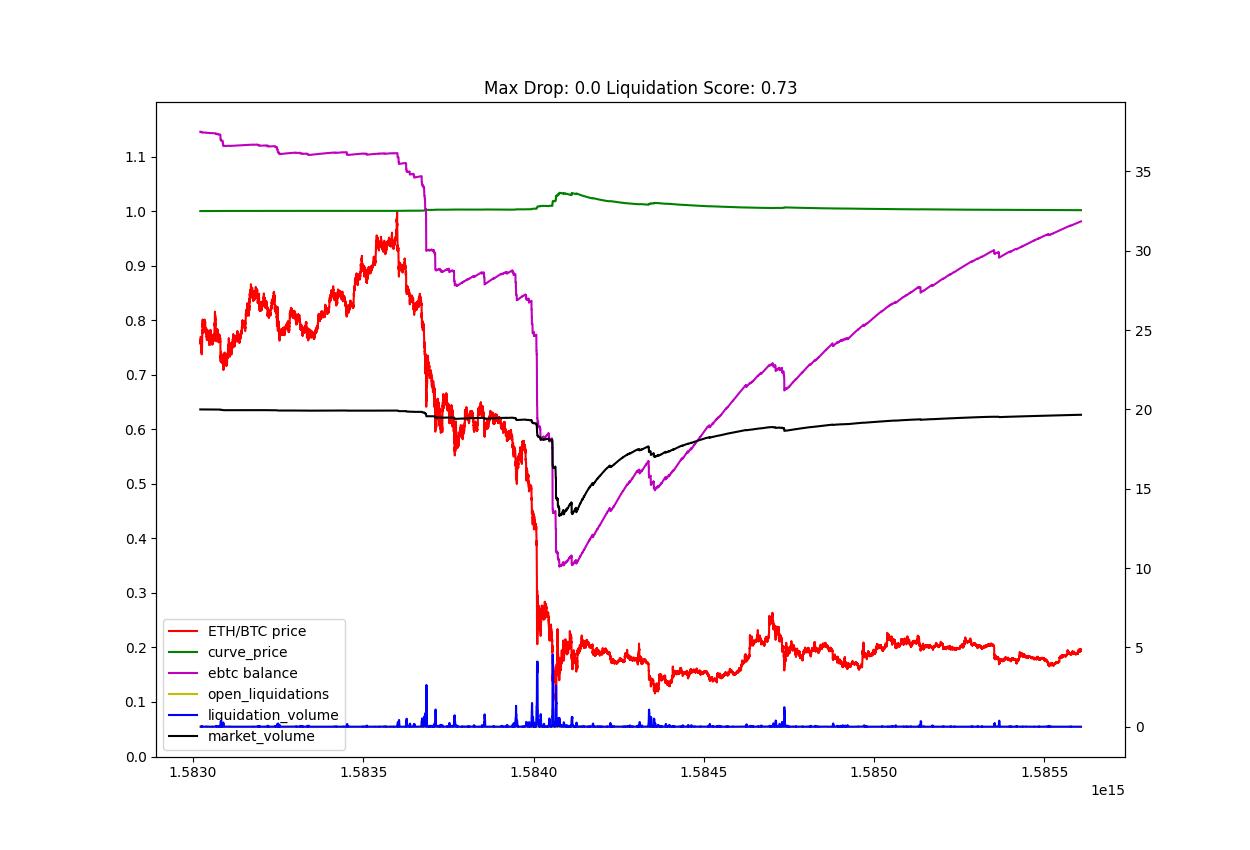 Max Drop: 0.0 Liquidation Score: 0.73
1.1
1.0
0.9
0.8
0.7
0.6
0.5
0.4
0.3
0.2
0.1
0.0
35
30
25
20
15
10
5
0
ETH/BTC price
curve_price
ebtc balance
open_liquidations
liquidation_volume
market_volume
1.5830 1.5835 1.5840 1.5845 1.5850 1.5855
1e15